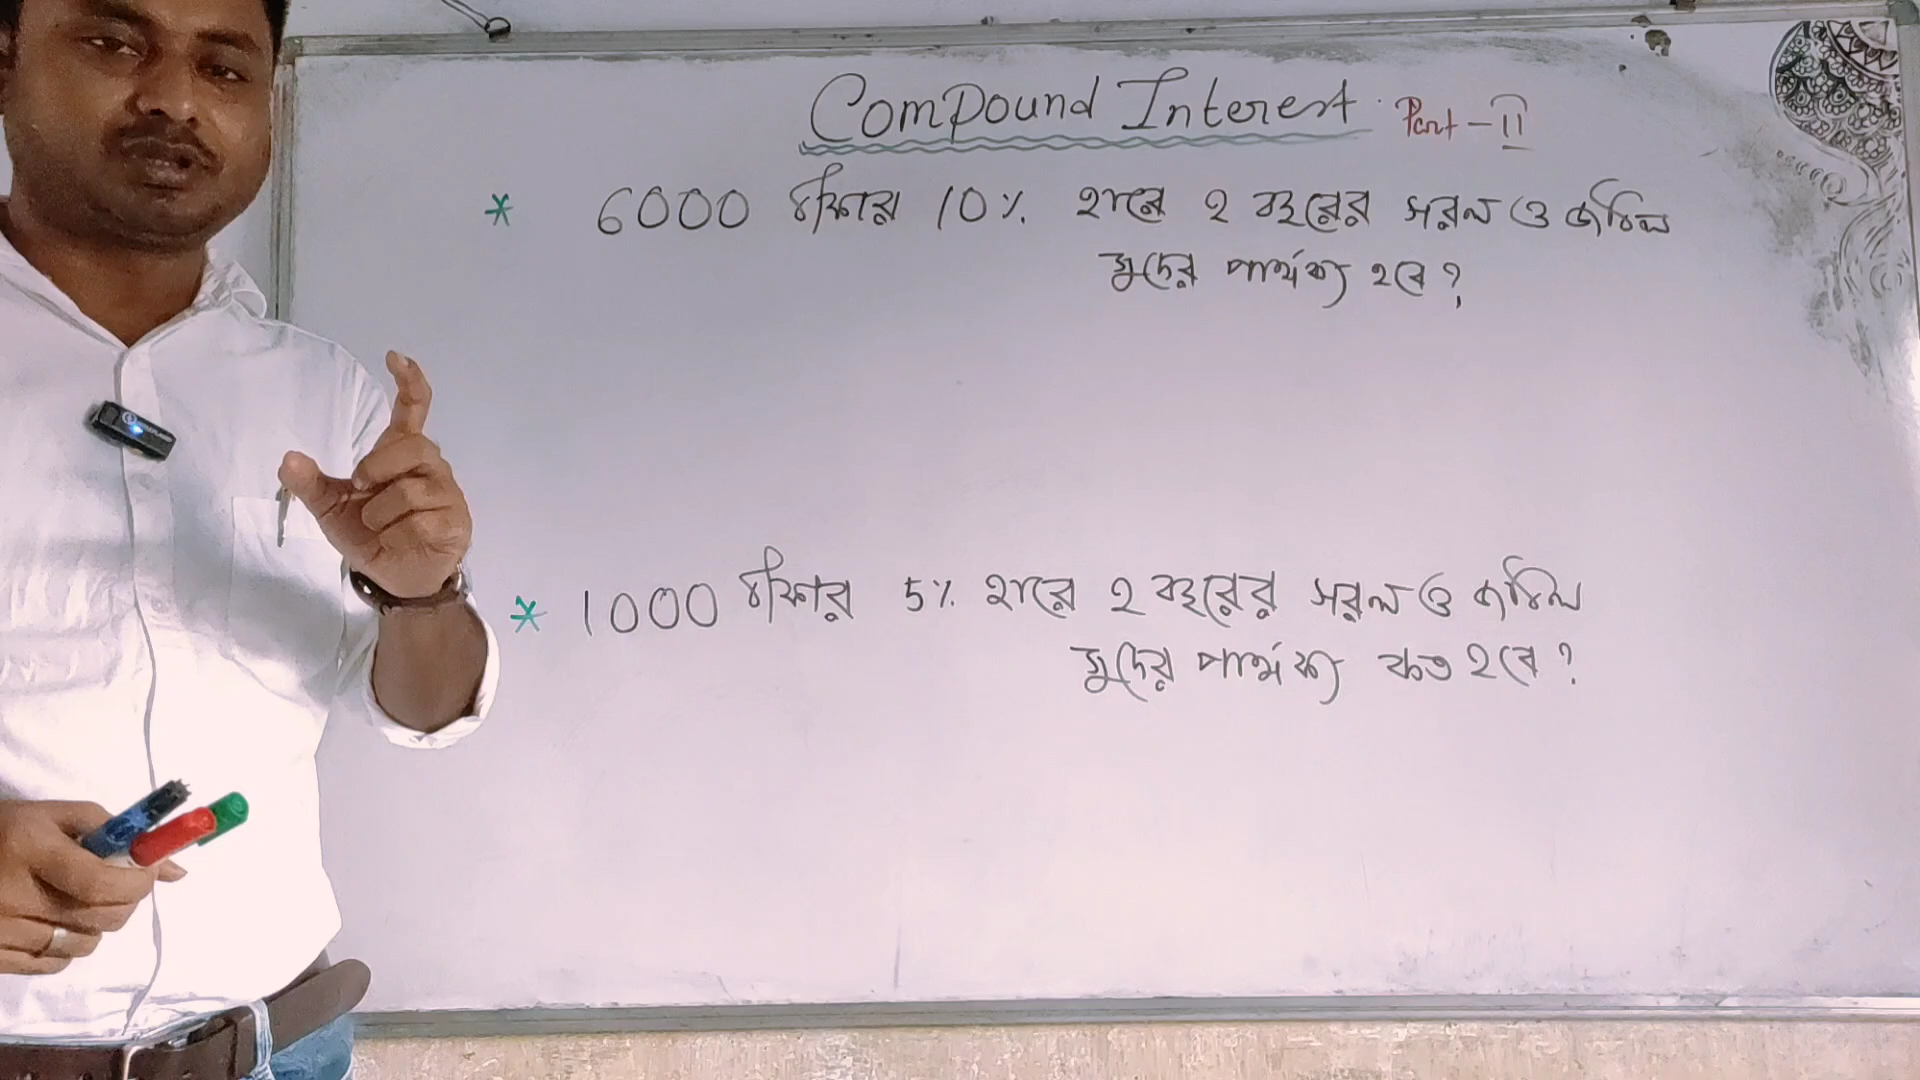 Compound Interest. Part-II
* 6000 টাকার 10% হারে 2 বছরের সরল ও জটিল
সুদের পার্থক্য হবে?
* 1000 টাকার 5% হারে 2 বছরের সরল ও জটিল
সুদের পার্থক্য কত হবে?